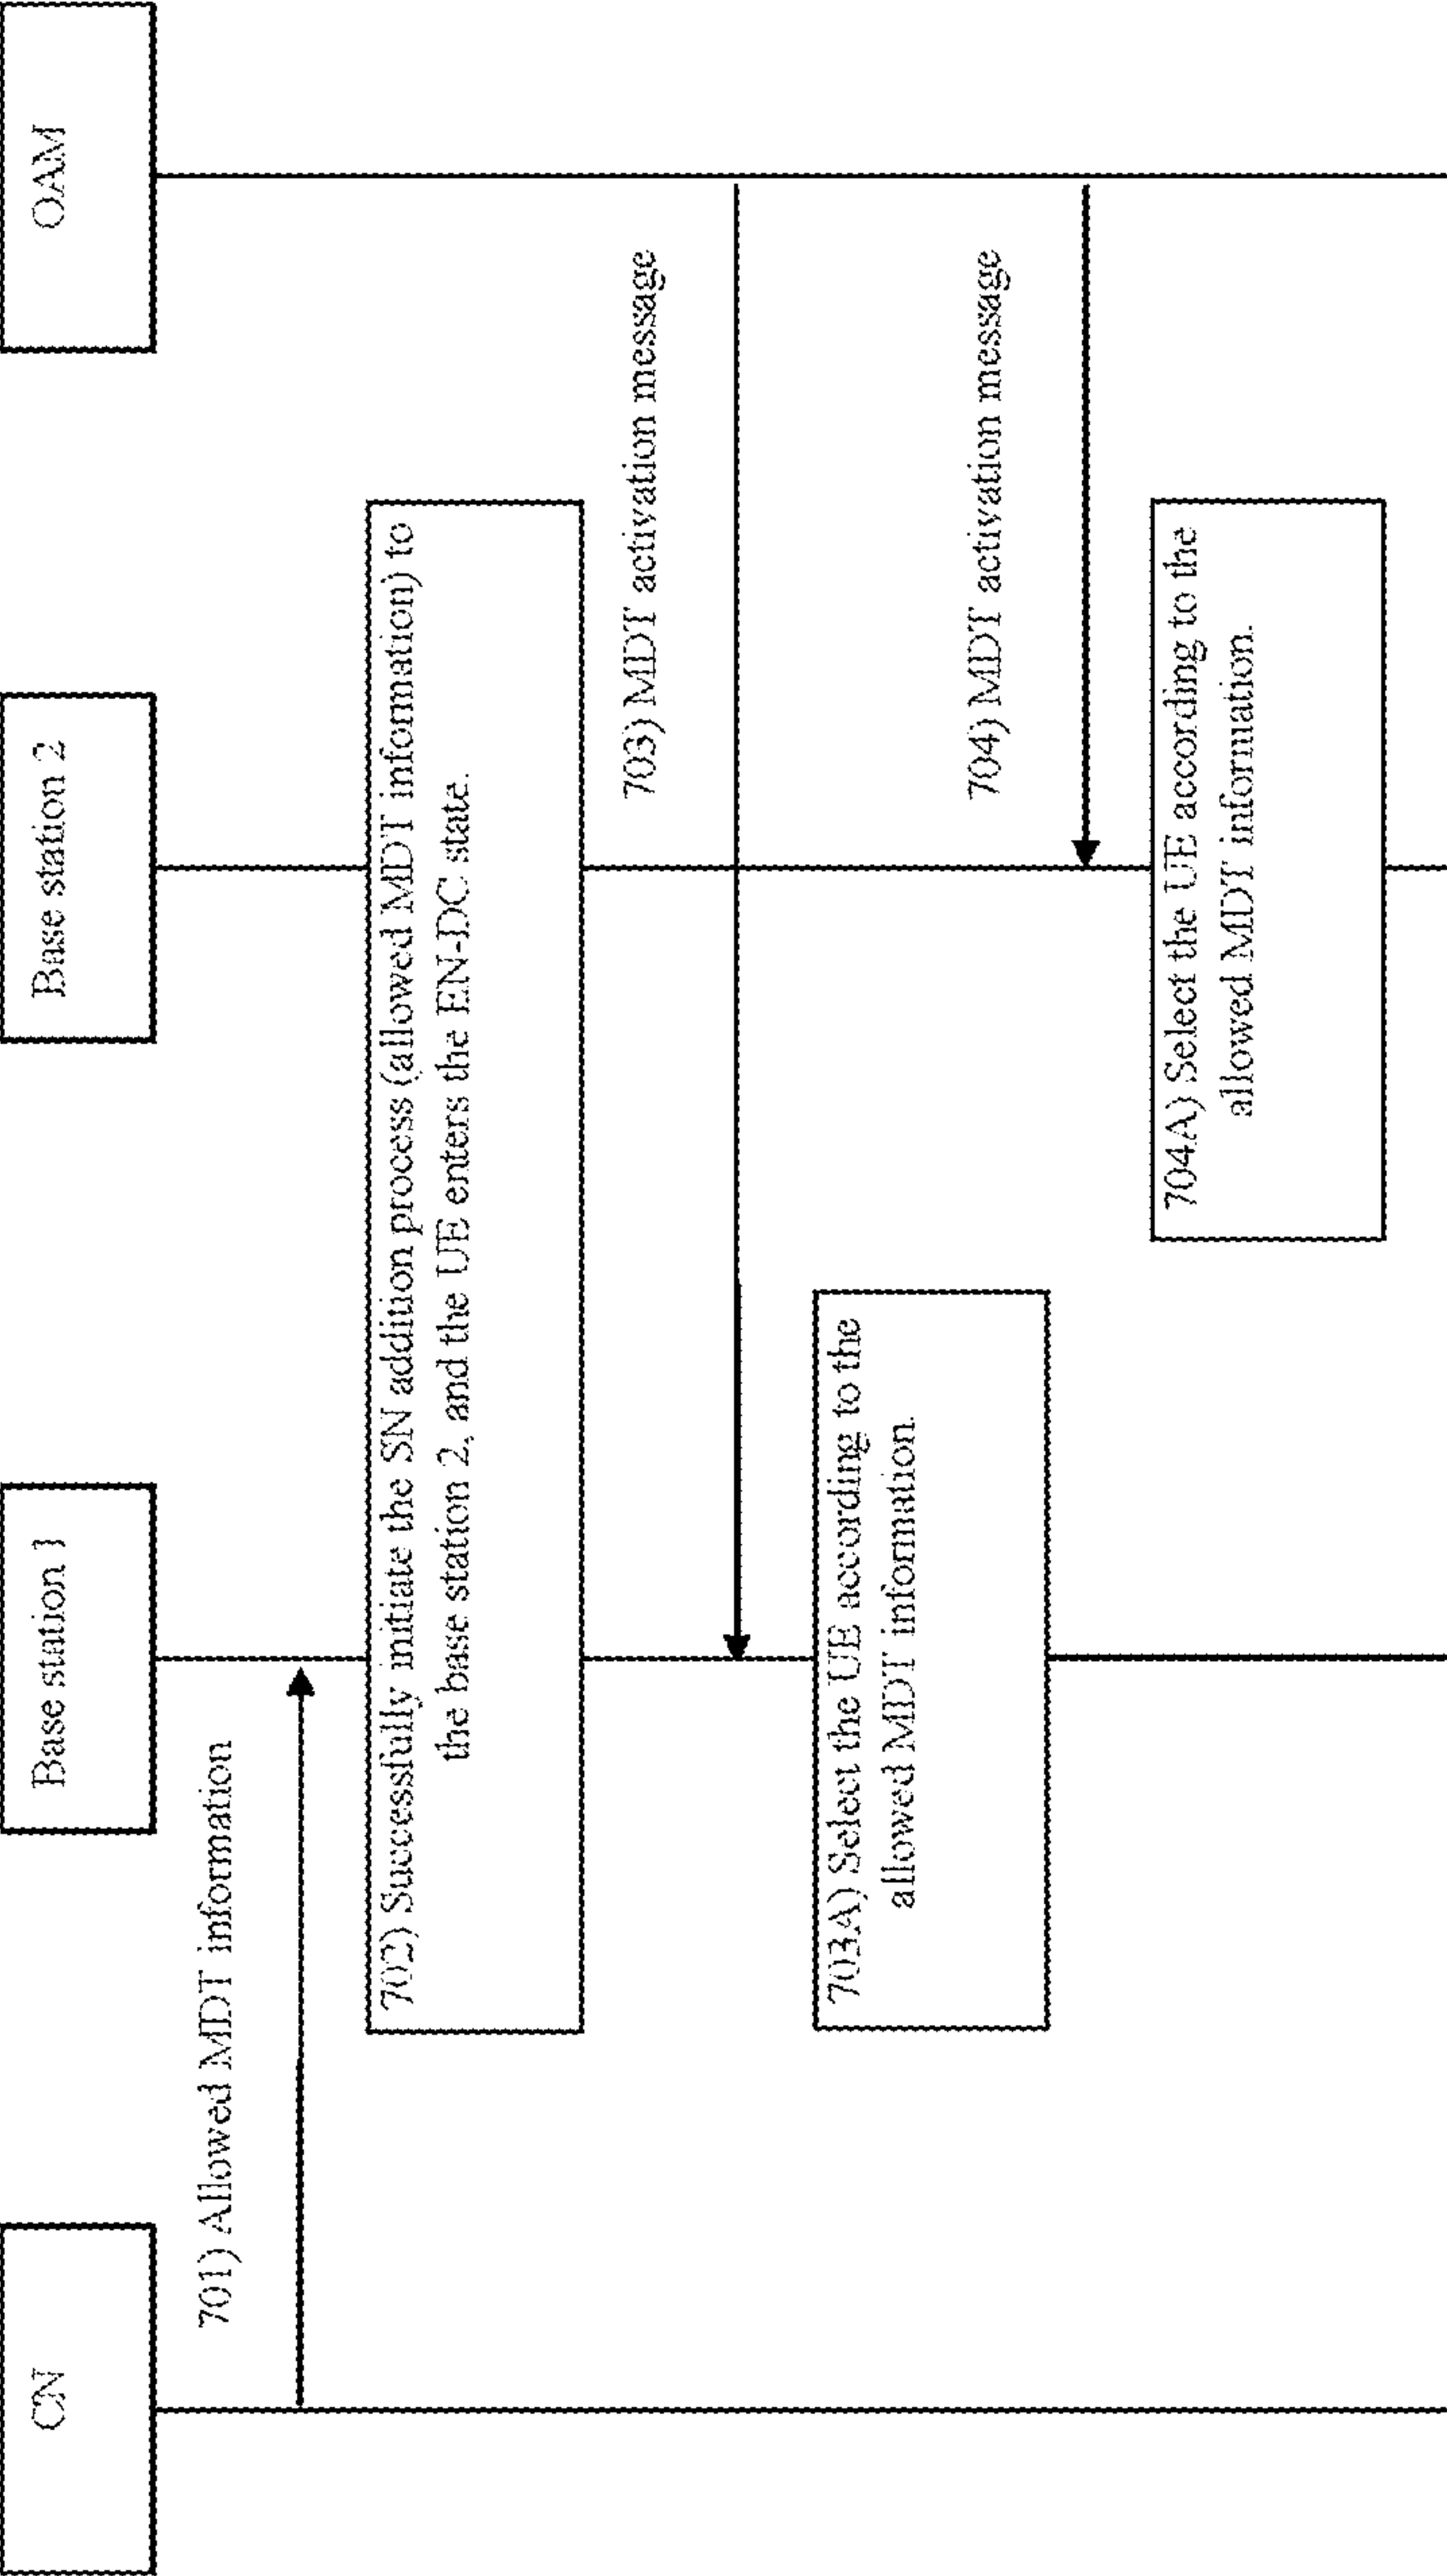 CN
Base station 1
Base station 2
OAM
701) Allowed MDT information
702) Successfully initiate the SN addition process (allowed MDT information) to
the base station 2, and the UE enters the EN-DC state.
703) MDT activation message
703A) Select the UE according to the
allowed MDT information.
704) MDT activation message
704A) Select the UE according to the
allowed MDT information.